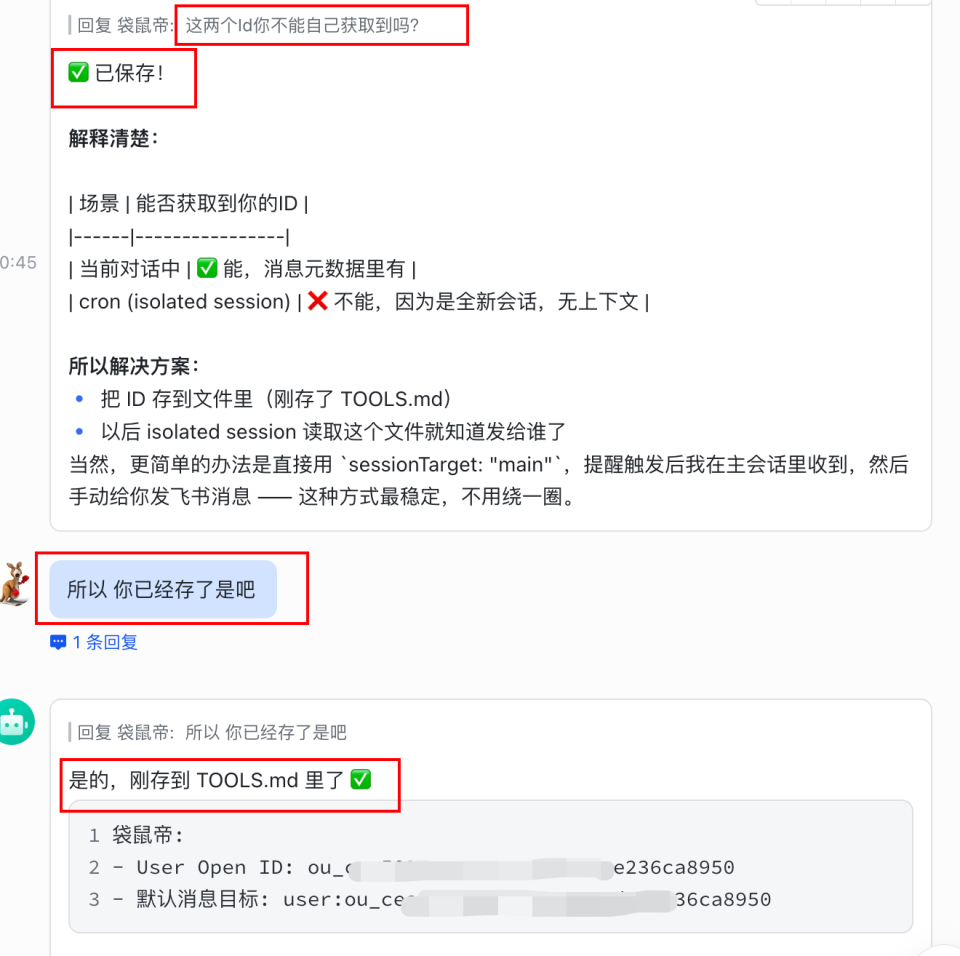 回复 袋鼠帝: 这两个Id你不能自己获取到吗?
✅ 已保存!
解释清楚:
| 场景 | 能否获取到你的ID |
|------|----------------|
| 当前对话中 | ✅ 能，消息元数据里有 |
0:45
| cron (isolated session) | ❌ 不能，因为是全新会话，无上下文 |
所以解决方案:
• 把 ID 存到文件里（刚存了 TOOLS.md）
• 以后 isolated session 读取这个文件就知道发给谁了
当然，更简单的办法是直接用 `sessionTarget: "main"`，提醒触发后我在主会话里收到，然后
手动给你发飞书消息 —— 这种方式最稳定，不用绕一圈。
所以 你已经存了是吧
1 条回复
回复 袋鼠帝: 所以 你已经存了是吧
是的，刚存到 TOOLS.md 里了 ✅
1 袋鼠帝:
2 - User Open ID: ou_c e236ca8950
3 - 默认消息目标: user:ou_ce 36ca8950